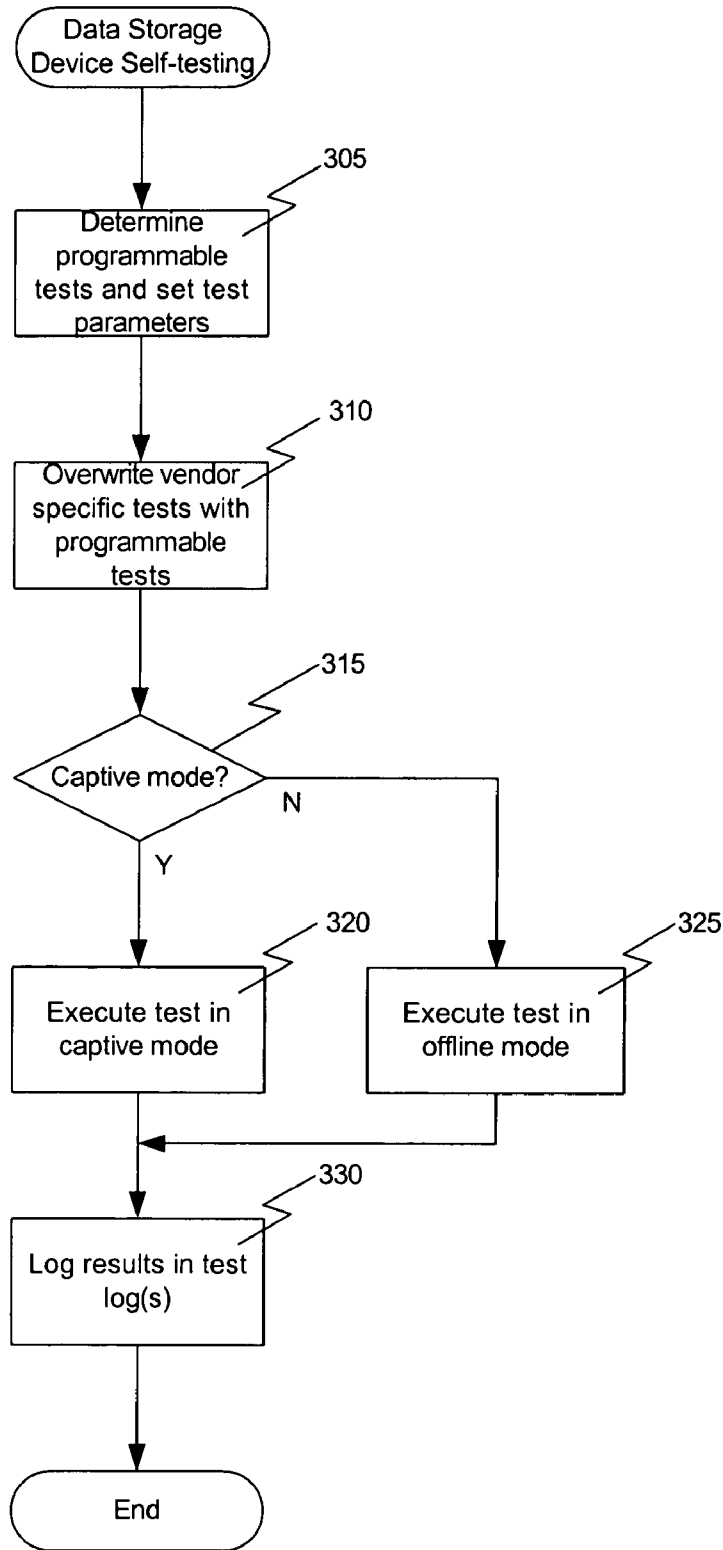 Data Storage
Device Self-testing
305
Determine
programmable
tests and set test
parameters
310
Overwrite vendor
specific tests with
programmable
tests
315
Captive mode?
N
Y
320
Execute test in
captive mode
325
Execute test in
offline mode
330
Log results in test
log(s)
End